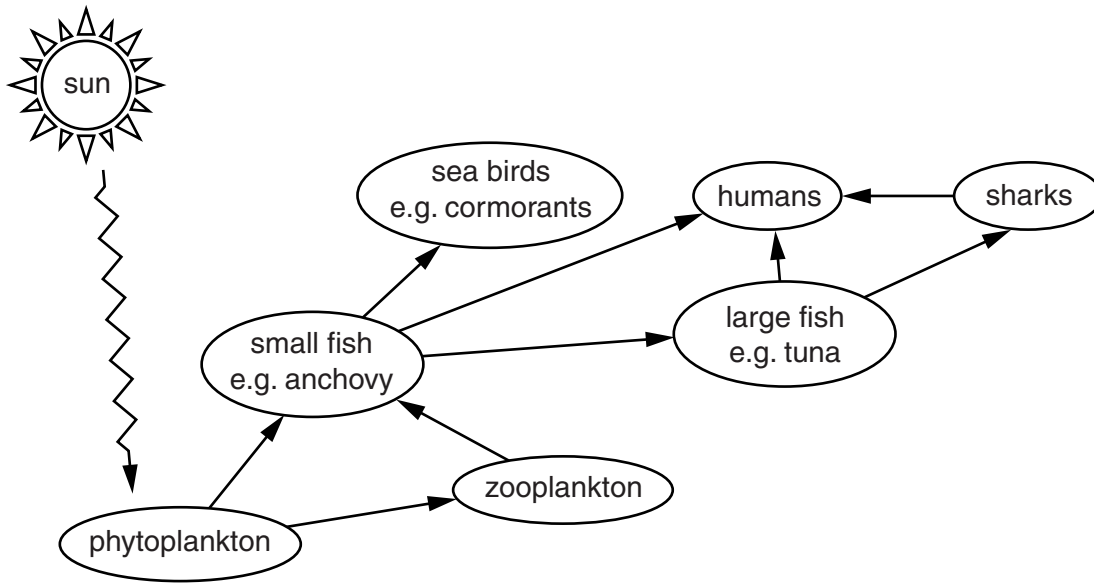 sun
sea birds
e.g. cormorants
humans
sharks
large fish
e.g. tuna
small fish
e.g. anchovy
zooplankton
phytoplankton